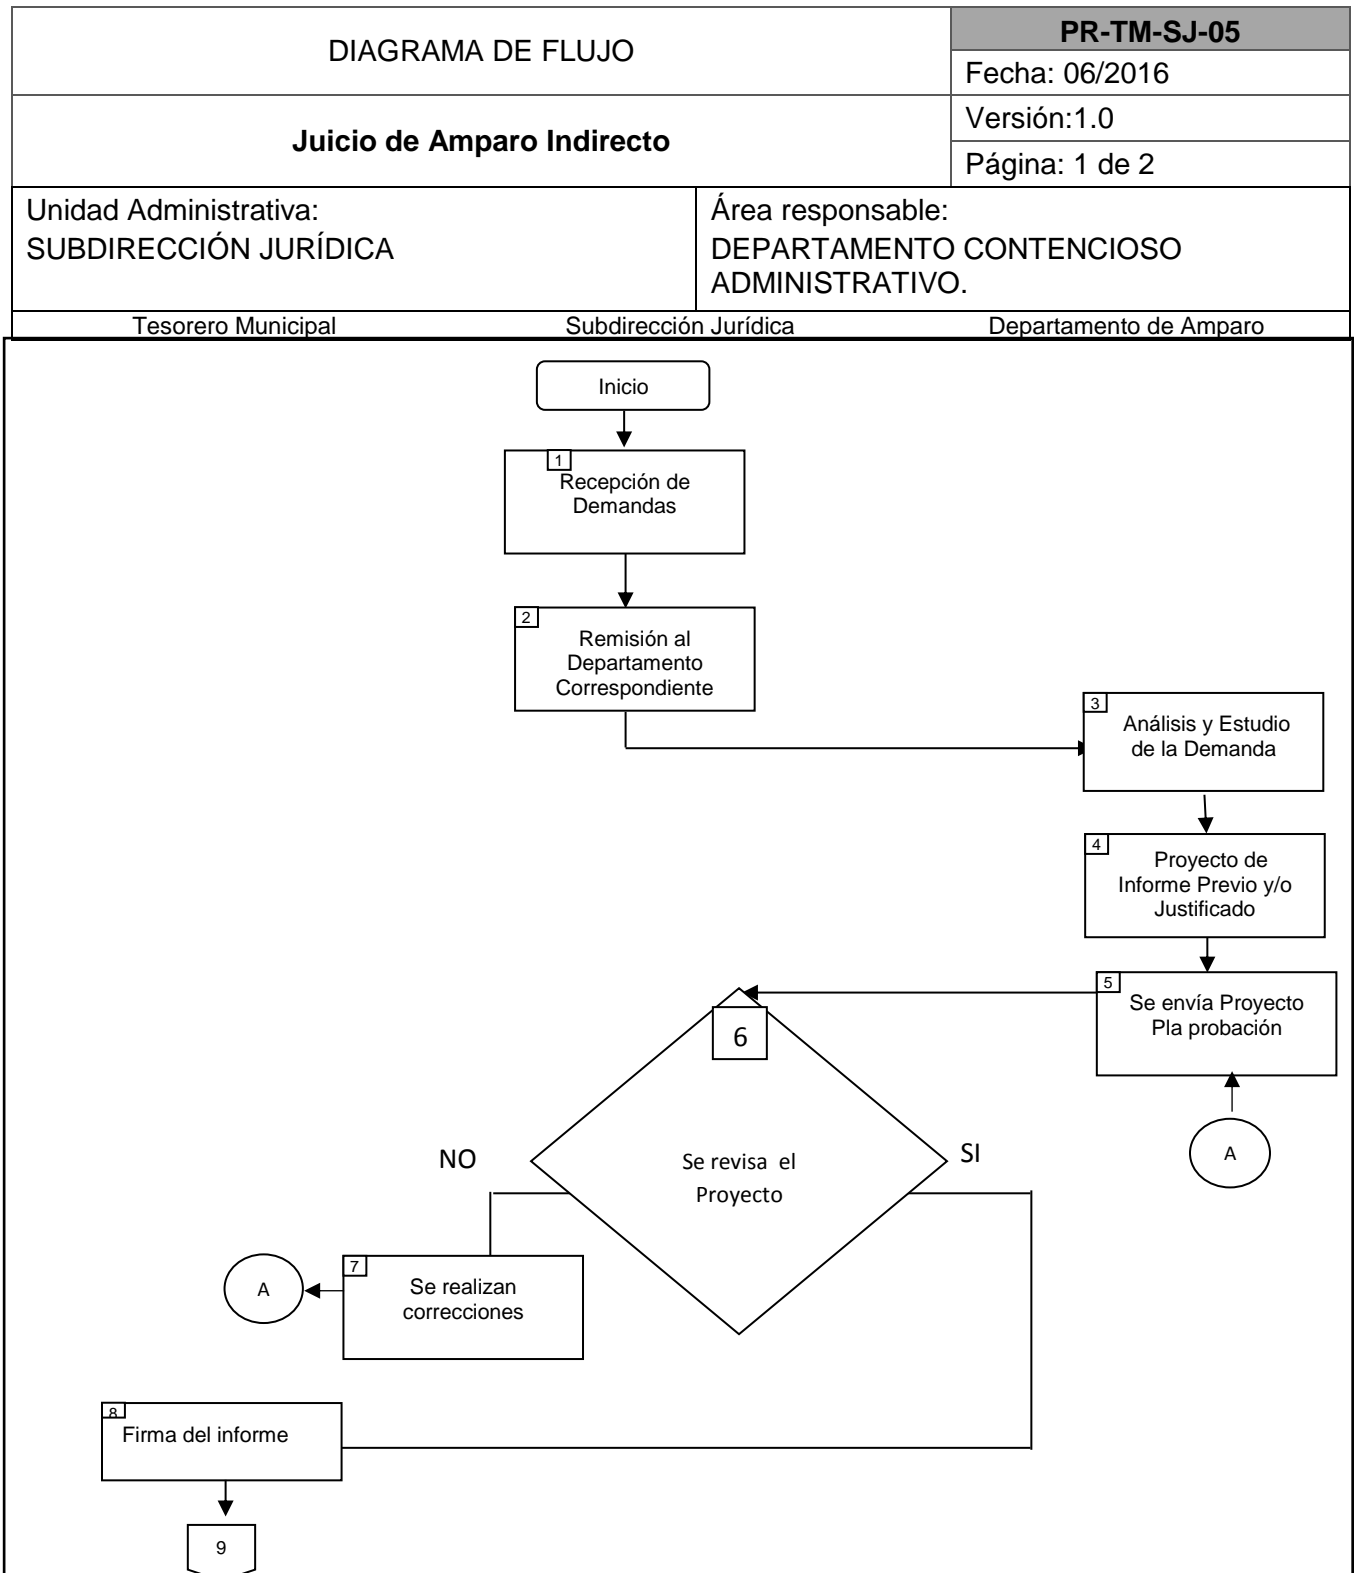 DIAGRAMA DE FLUJO
PR-TM-SJ-05
Fecha: 06/2016
Juicio de Amparo Indirecto
Versión:1.0
Página: 1 de 2
Unidad Administrativa:
SUBDIRECCIÓN JURÍDICA
Área responsable:
DEPARTAMENTO CONTENCIOSO
ADMINISTRATIVO.
Tesorero Municipal
Subdirección Jurídica
Departamento de Amparo
Inicio
1
Recepción de
Demandas
2
Remisión al
Departamento
Correspondiente
3
Análisis y Estudio
de la Demanda
4
Proyecto de
Informe Previo y/o
Justificado
5
Se envía Proyecto
Pla probación
6
Se revisa el
Proyecto
NO
SI
A
7
Se realizan
correcciones
A
8
Firma del informe
9